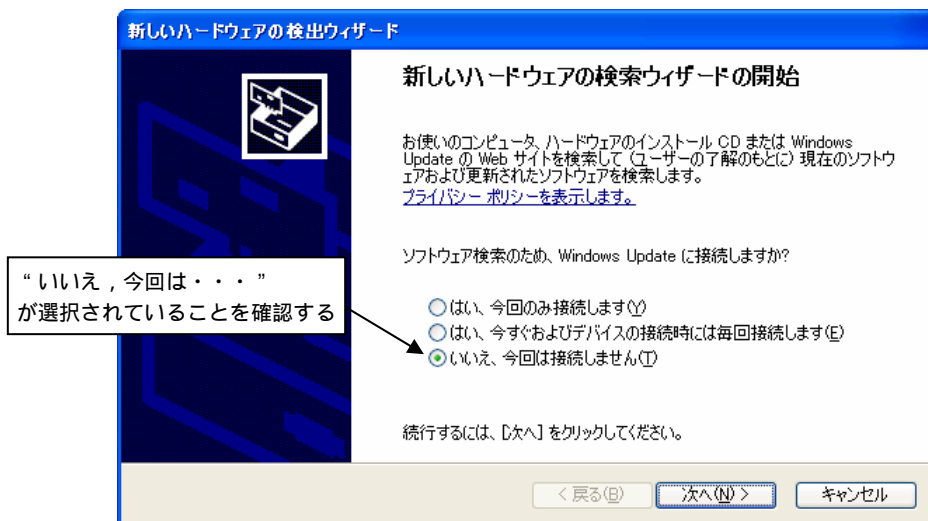 新しいハードウェアの検出ウィザード
新しいハードウェアの検索ウィザードの開始
お使いのコンピュータ、ハードウェアのインストール CD または Windows
Update の Web サイトを検索して (ユーザーの了解のもとに) 現在のソフトウ
ェアおよび更新されたソフトウェアを検索します。
プライバシー ポリシーを表示します。
ソフトウェア検索のため、Windows Update に接続しますか?
“いいえ,今回は・・・”
が選択されていることを確認する
はい、今回のみ接続します(Y)
はい、今すぐおよびデバイスの接続時には毎回接続します(E)
いいえ、今回は接続しません(T)
続行するには、[次へ] をクリックしてください。
< 戻る(B)
次へ(N) >
キャンセル